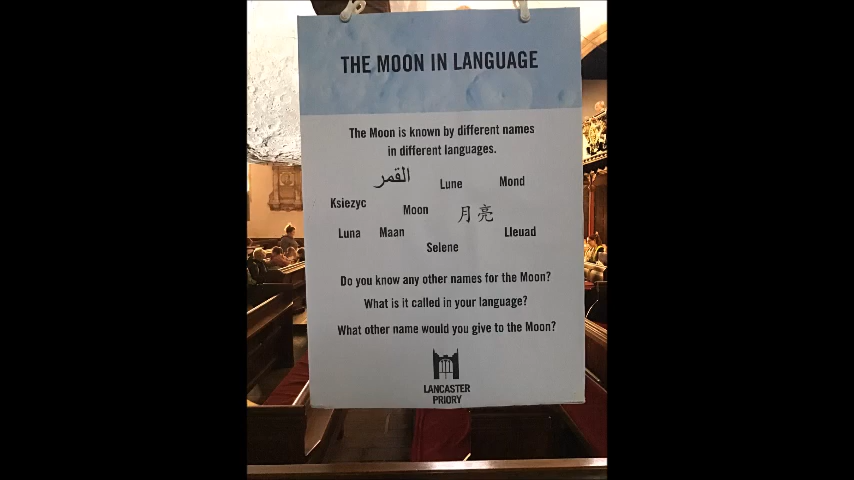 THE MOON IN LANGUAGE
The Moon is known by different names
in different languages.
القمر
Lune
Mond
Ksiezyc
Moon
月亮
Luna
Maan
Selene
Lleuad
Do you know any other names for the Moon?
What is it called in your language?
What other name would you give to the Moon?
LANCASTER
PRIORY